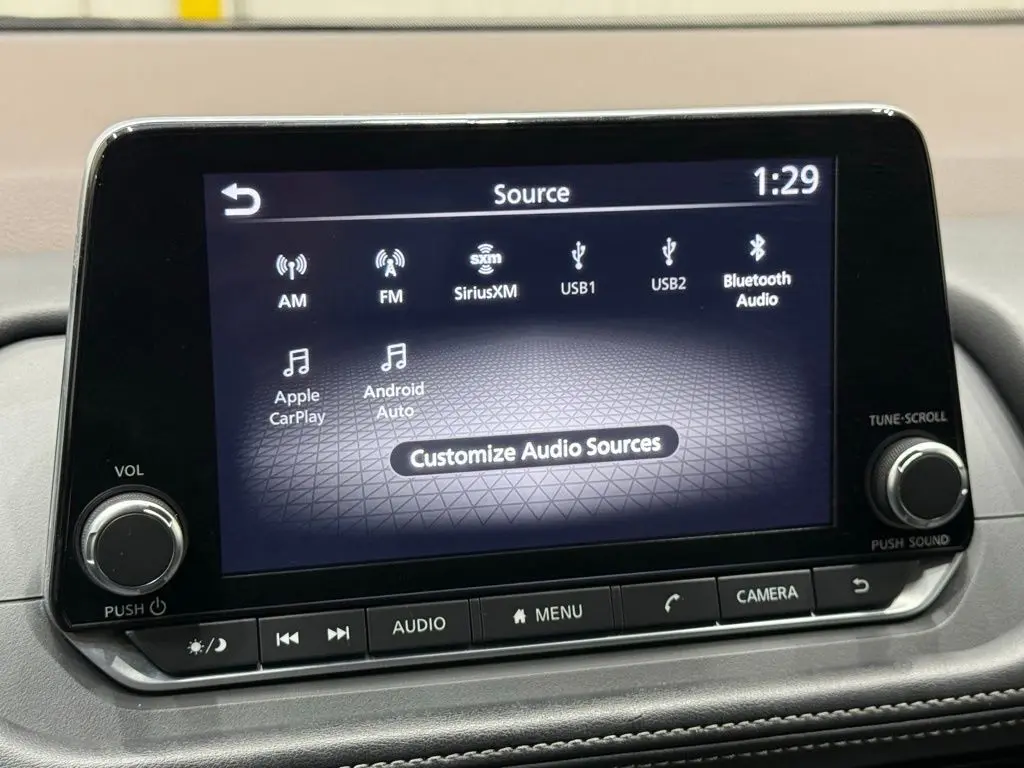 Source
1:29
AM
FM
sxm
SiriusXM
USB1
USB2
Bluetooth
Audio
Apple
CarPlay
Android
Auto
Customize Audio Sources
VOL
PUSH
TUNE·SCROLL
PUSH SOUND
AUDIO
MENU
CAMERA